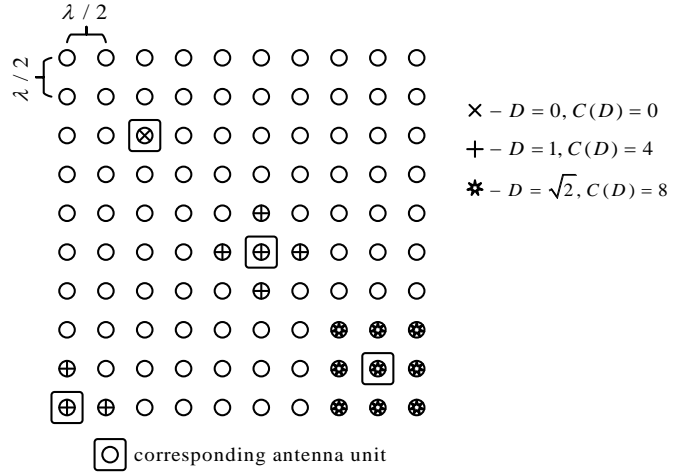 λ / 2
λ / 2
× – D = 0, C(D) = 0
+ – D = 1, C(D) = 4
– D = √2, C(D) = 8
corresponding antenna unit